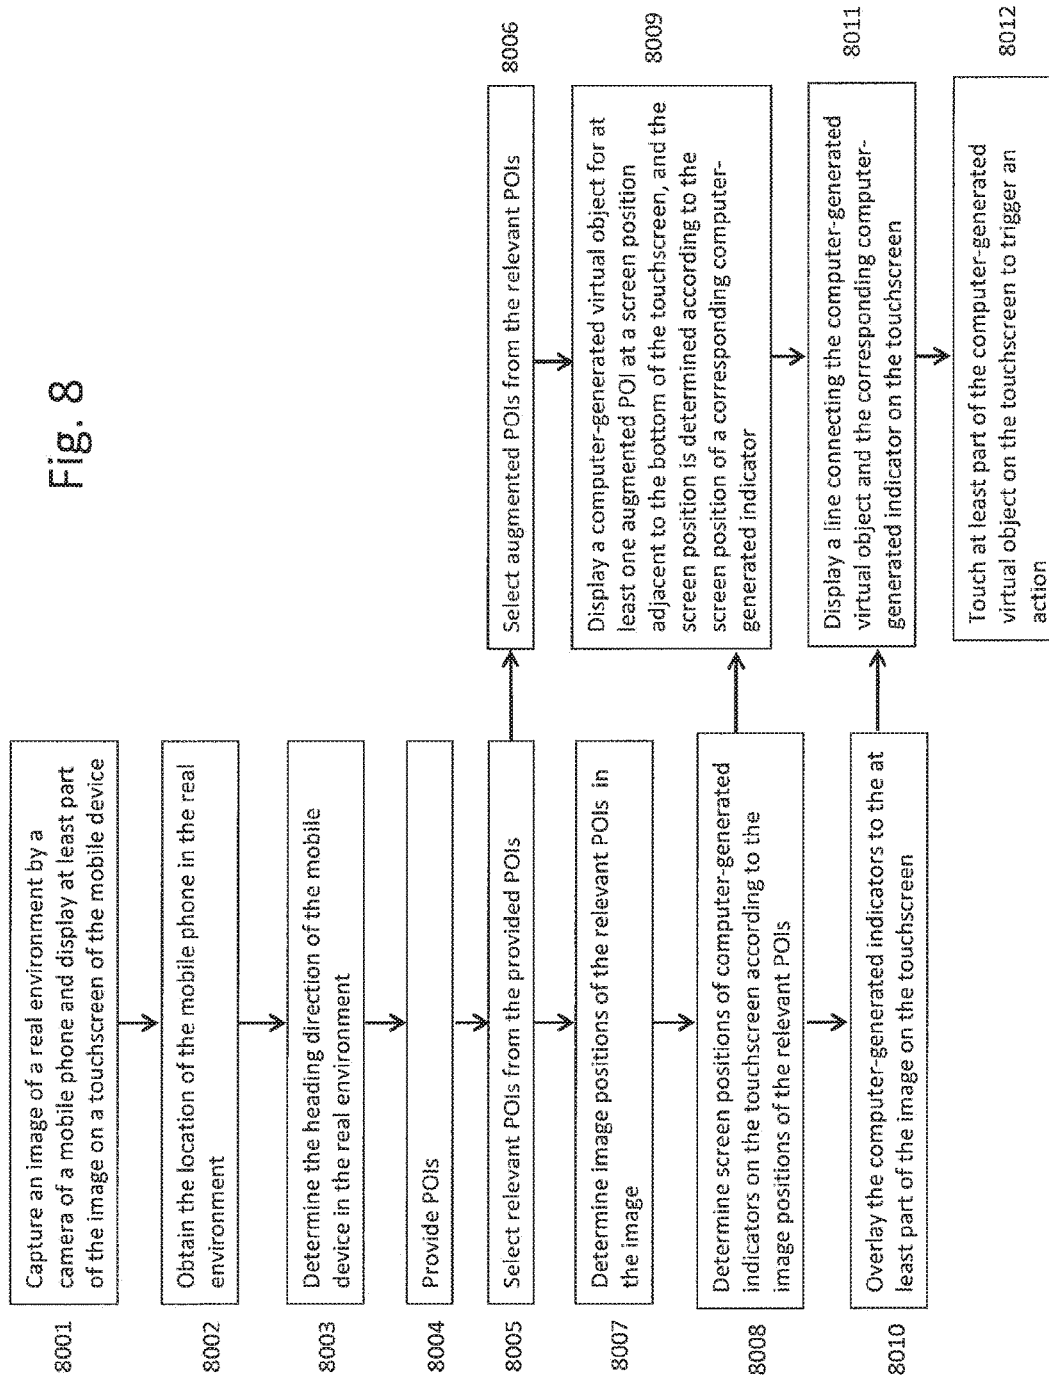 Fig. 8
8001
Capture an image of a real environment by a
camera of a mobile phone and display at least part
of the image on a touchscreen of the mobile device
8002
Obtain the location of the mobile phone in the real
environment
8003
Determine the heading direction of the mobile
device in the real environment
8004
Provide POIs
8005
Select relevant POIs from the provided POIs
8007
Determine image positions of the relevant POIs in
the image
8008
Determine screen positions of computer-generated
indicators on the touchscreen according to the
image positions of the relevant POIs
8010
Overlay the computer-generated indicators to the at
least part of the image on the touchscreen
Select augmented POIs from the relevant POIs
8006
Display a computer-generated virtual object for at
least one augmented POI at a screen position
adjacent to the bottom of the touchscreen, and the
screen position is determined according to the
screen position of a corresponding computer-
generated indicator
8009
Display a line connecting the computer-generated
virtual object and the corresponding computer-
generated indicator on the touchscreen
8011
Touch at least part of the computer-generated
virtual object on the touchscreen to trigger an
action
8012